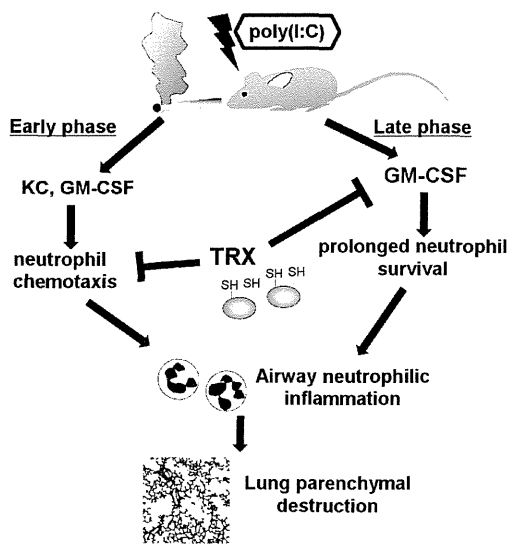 poly(I:C)
Early phase
Late phase
KC, GM-CSF
GM-CSF
neutrophil
chemotaxis
TRX
SH SH SH SH
prolonged neutrophil
survival
Airway neutrophilic
inflammation
Lung parenchymal
destruction